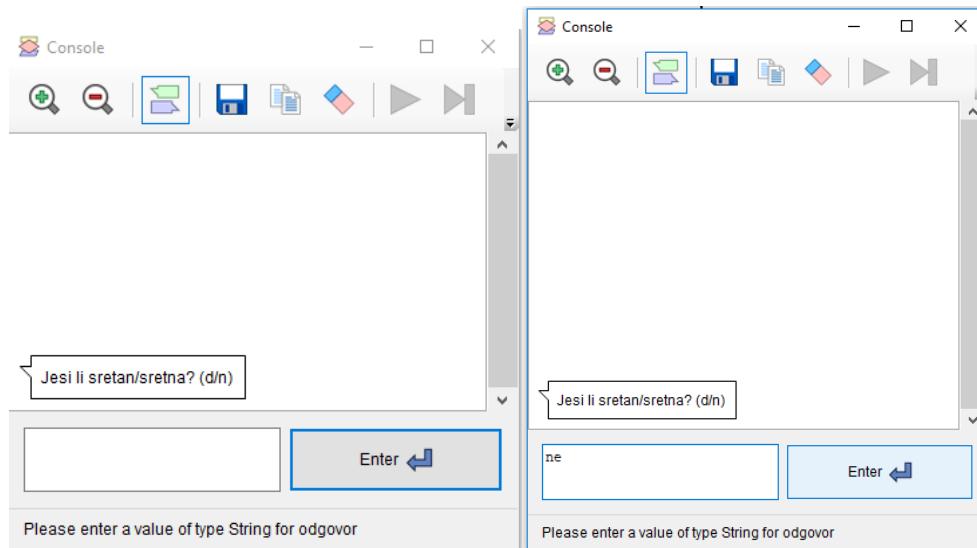 Console
Jesi li sretan/sretna? (d/n)
Enter
Please enter a value of type String for odgovor
Console
Jesi li sretan/sretna? (d/n)
ne
Enter
Please enter a value of type String for odgovor